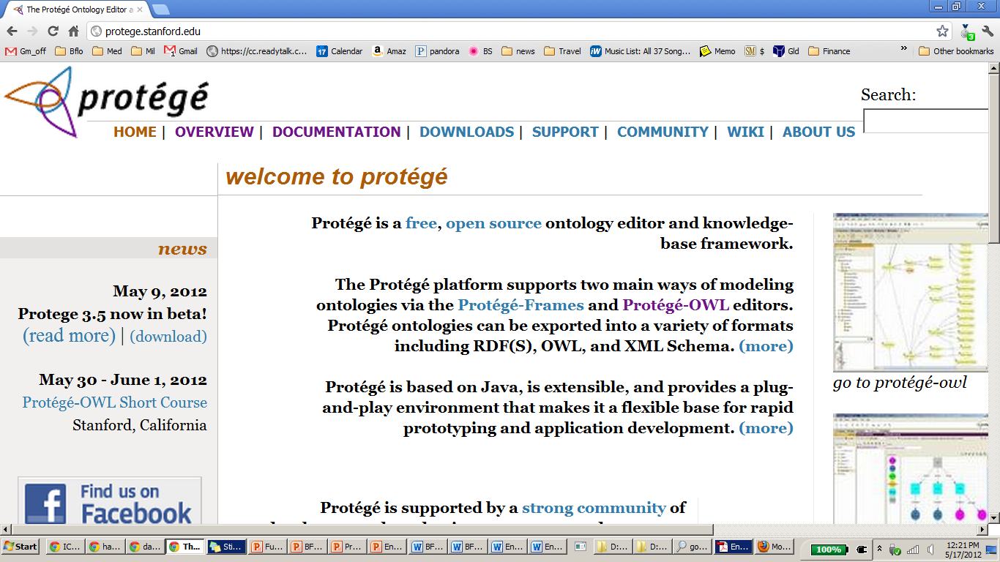 The Protégé Ontology Editor a
protege.stanford.edu
3
Gm_off
Bflo
Med
Mil
1 Gmail
https://cc.readytalk.c...
17 Calendar
Amaz
P pandora
BS
news
Travel
iW Music List: All 37 Song...
Memo
SM $
Gld
Finance
»
Other bookmarks
protégé
Search:
HOME | OVERVIEW | DOCUMENTATION | DOWNLOADS | SUPPORT | COMMUNITY | WIKI | ABOUT US
welcome to protégé
news
May 9, 2012
Protege 3.5 now in beta!
(read more) | (download)
May 30 - June 1, 2012
Protégé-OWL Short Course
Stanford, California
Find us on
Facebook
Protégé is a free, open source ontology editor and knowledge-
base framework.
The Protégé platform supports two main ways of modeling
ontologies via the Protégé-Frames and Protégé-OWL editors.
Protégé ontologies can be exported into a variety of formats
including RDF(S), OWL, and XML Schema. (more)
Protégé is based on Java, is extensible, and provides a plug-
and-play environment that makes it a flexible base for rapid
prototyping and application development. (more)
Protégé is supported by a strong community of
go to protégé-owl
Start
IC...
ha...
da...
Th...
Sti...
Fu...
BF...
Pr...
En...
BF...
BF...
En...
En...
D:...
D:...
go...
En...
Mo...
100%
12:21 PM
5/17/2012